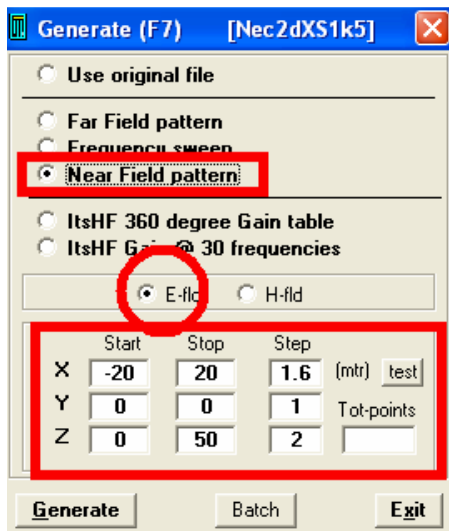 Generate (F7) [Nec2dXS1k5]
Use original file
Far Field pattern
Frequency sweep
Near Field pattern
ItsHF 360 degree Gain table
ItsHF Gain @ 30 frequencies
E-fld H-fld
Start Stop Step
X -20 20 1.6 (mtr) test
Y 0 0 1 Tot-points
Z 0 50 2
Generate Batch Exit